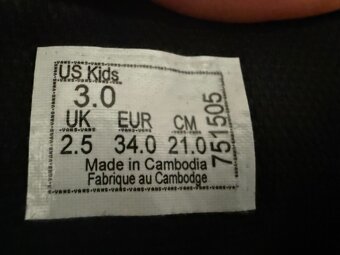 US Kids
3.0
UK EUR CM
2.5 34.0 21.0
Made in Cambodia
Fabrique au Cambodge
751505